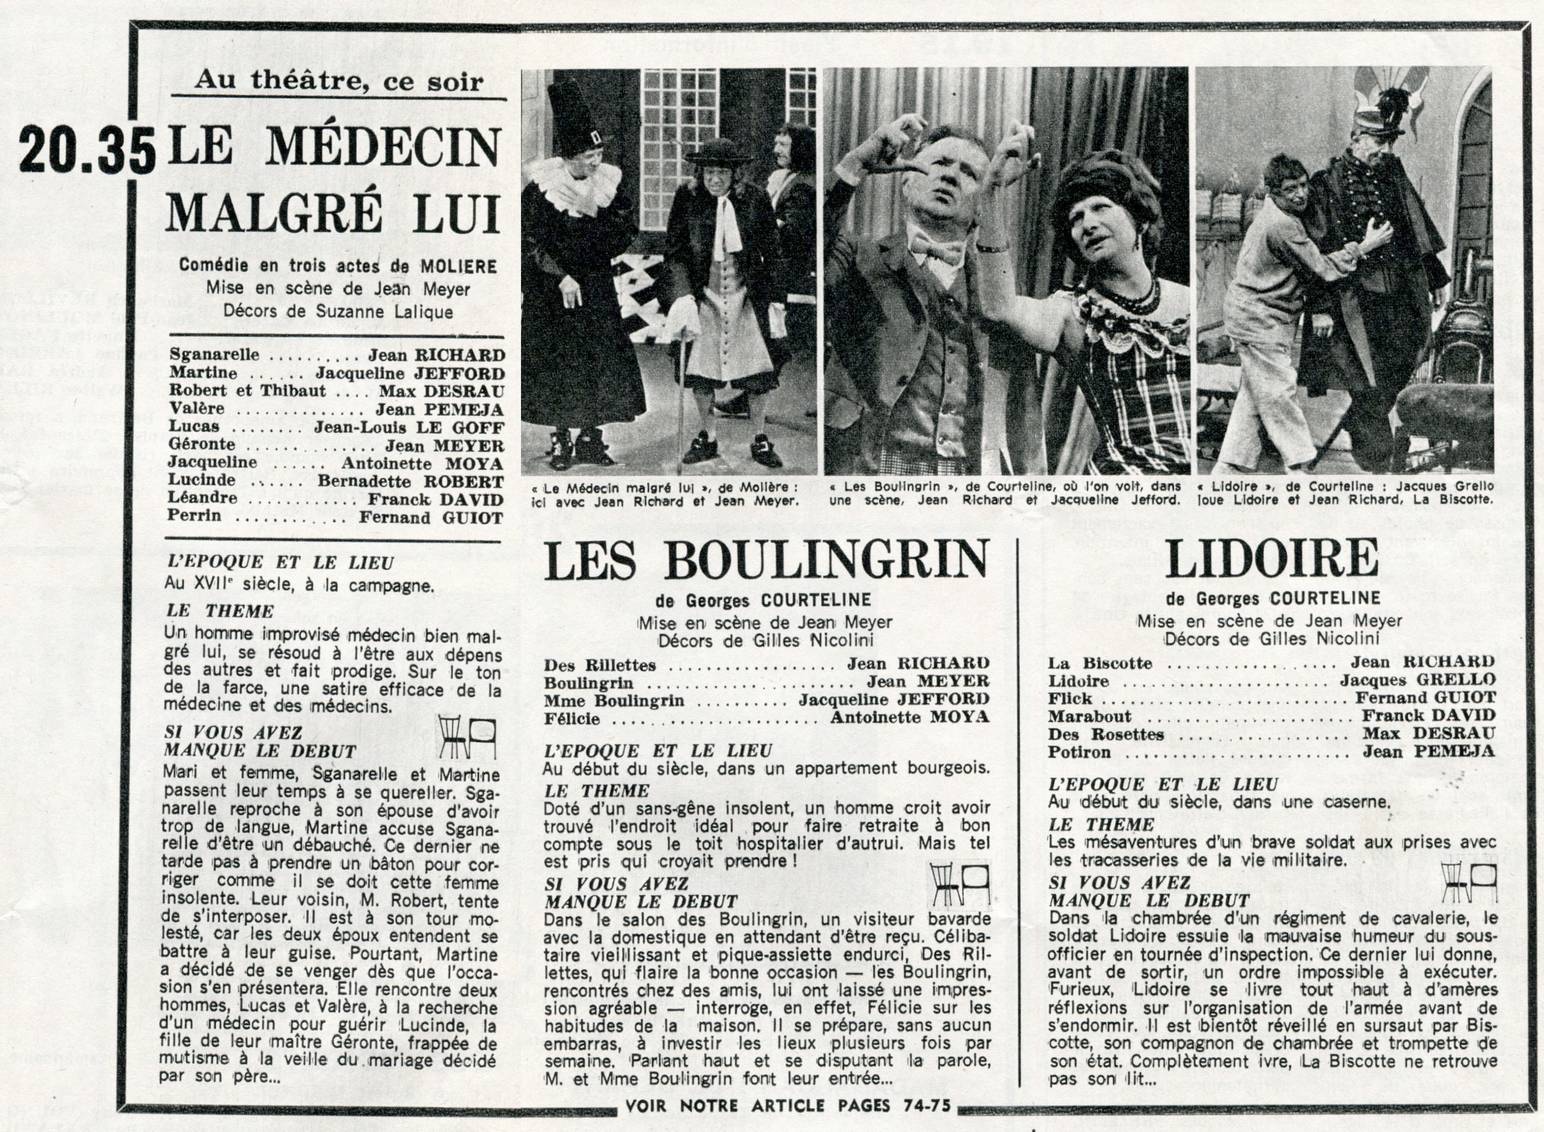 Au théâtre, ce soir
20.35 LE MÉDECIN
MALGRÉ LUI
Comédie en trois actes de MOLIERE
Mise en scène de Jean Meyer
Décors de Suzanne Lalique
Sganarelle .......... Jean RICHARD
Martine ...... Jacqueline JEFFORD
Robert et Thibaut .... Max DESRAU
Valère ............. Jean PEMEJA
Lucas ........ Jean-Louis LE GOFF
Géronte ............. Jean MEYER
Jacqueline ...... Antoinette MOYA
Lucinde ...... Bernadette ROBERT
Léandre ............ Franck DAVID
Perrin ............ Fernand GUIOT
L'EPOQUE ET LE LIEU
Au XVIIe siècle, à la campagne.
LE THEME
Un homme improvisé médecin bien mal-
gré lui, se résoud à l'être aux dépens
des autres et fait prodige. Sur le ton
de la farce, une satire efficace de la
médecine et des médecins.
SI VOUS AVEZ
MANQUE LE DEBUT
Mari et femme, Sganarelle et Martine
passent leur temps à se quereller. Sga-
narelle reproche à son épouse d'avoir
trop de langue, Martine accuse Sgana-
relle d'être un débauché. Ce dernier ne
tarde pas à prendre un bâton pour cor-
riger comme il se doit cette femme
insolente. Leur voisin, M. Robert, tente
de s'interposer. Il est à son tour mo-
lesté, car les deux époux entendent se
battre à leur guise. Pourtant, Martine
a décidé de se venger dès que l'occa-
sion s'en présentera. Elle rencontre deux
hommes, Lucas et Valère, à la recherche
d'un médecin pour guérir Lucinde, la
fille de leur maître Géronte, frappée de
mutisme à la veille du mariage décidé
par son père...
« Le Médecin malgré lui », de Molière :
ici avec Jean Richard et Jean Meyer.
« Les Boulingrin », de Courteline, où l'on voit, dans
une scène, Jean Richard et Jacqueline Jefford.
« Lidoire », de Courteline : Jacques Grello
joue Lidoire et Jean Richard, La Biscotte.
LES BOULINGRIN
de Georges COURTELINE
Mise en scène de Jean Meyer
Décors de Gilles Nicolini
Des Rillettes ................. Jean RICHARD
Boulingrin ..................... Jean MEYER
Mme Boulingrin .......... Jacqueline JEFFORD
Félicie ....................... Antoinette MOYA
L'EPOQUE ET LE LIEU
Au début du siècle, dans un appartement bourgeois.
LE THEME
Doté d'un sans-gêne insolent, un homme croit avoir
trouvé l'endroit idéal pour faire retraite à bon
compte sous le toit hospitalier d'autrui. Mais tel
est pris qui croyait prendre !
SI VOUS AVEZ
MANQUE LE DEBUT
Dans le salon des Boulingrin, un visiteur bavarde
avec la domestique en attendant d'être reçu. Céliba-
taire vieillissant et pique-assiette endurci, Des Ril-
lettes, qui flaire la bonne occasion — les Boulingrin,
rencontrés chez des amis, lui ont laissé une impres-
sion agréable — interroge, en effet, Félicie sur les
habitudes de la maison. Il se prépare, sans aucun
embarras, à investir les lieux plusieurs fois par
semaine. Parlant haut et se disputant la parole,
M. et Mme Boulingrin font leur entrée...
LIDOIRE
de Georges COURTELINE
Mise en scène de Jean Meyer
Décors de Gilles Nicolini
La Biscotte ................. Jean RICHARD
Lidoire ..................... Jacques GRELLO
Flick ......................... Fernand GUIOT
Marabout .................... Franck DAVID
Des Rosettes .................. Max DESRAU
Potiron ....................... Jean PEMEJA
L'EPOQUE ET LE LIEU
Au début du siècle, dans une caserne.
LE THEME
Les mésaventures d'un brave soldat aux prises avec
les tracasseries de la vie militaire.
SI VOUS AVEZ
MANQUE LE DEBUT
Dans la chambrée d'un régiment de cavalerie, le
soldat Lidoire essuie la mauvaise humeur du sous-
officier en tournée d'inspection. Ce dernier lui donne,
avant de sortir, un ordre impossible à exécuter.
Furieux, Lidoire se livre tout haut à d'amères
réflexions sur l'organisation de l'armée avant de
s'endormir. Il est bientôt réveillé en sursaut par Bis-
cotte, son compagnon de chambrée et trompette de
son état. Complètement ivre, La Biscotte ne retrouve
pas son lit...
VOIR NOTRE ARTICLE PAGES 74-75